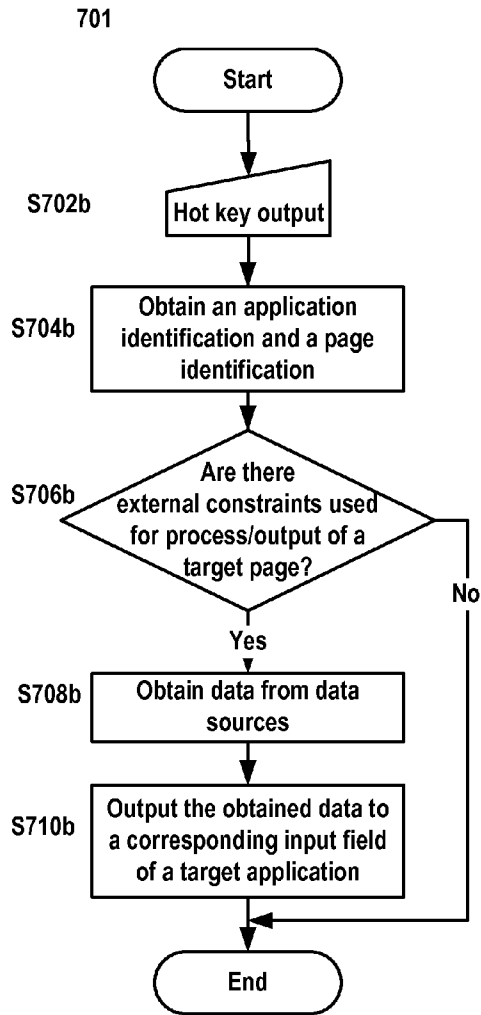 701
Start
S702b
Hot key output
S704b
Obtain an application
identification and a page
identification
S706b
Are there
external constraints used
for process/output of a
target page?
No
Yes
S708b
Obtain data from data
sources
S710b
Output the obtained data to
a corresponding input field
of a target application
End